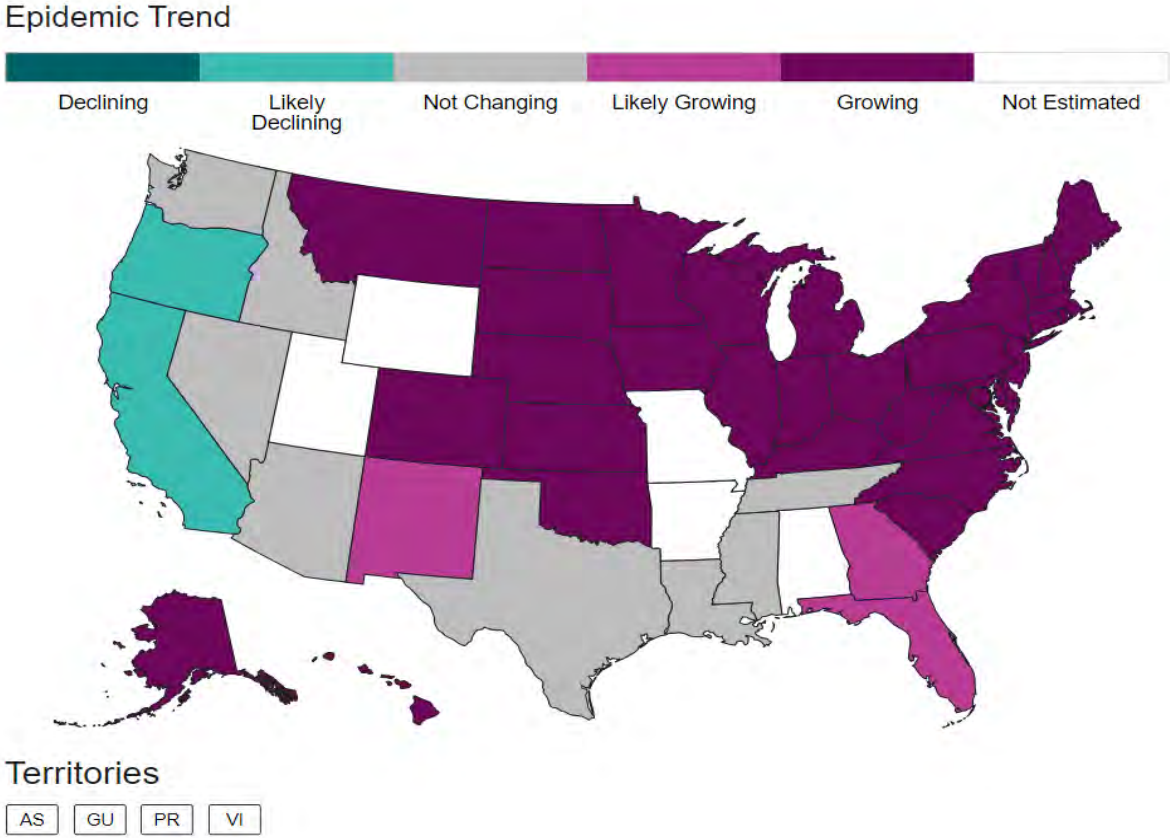 Epidemic Trend
Declining
Likely
Declining
Not Changing
Likely Growing
Growing
Not Estimated
Territories
AS
GU
PR
VI